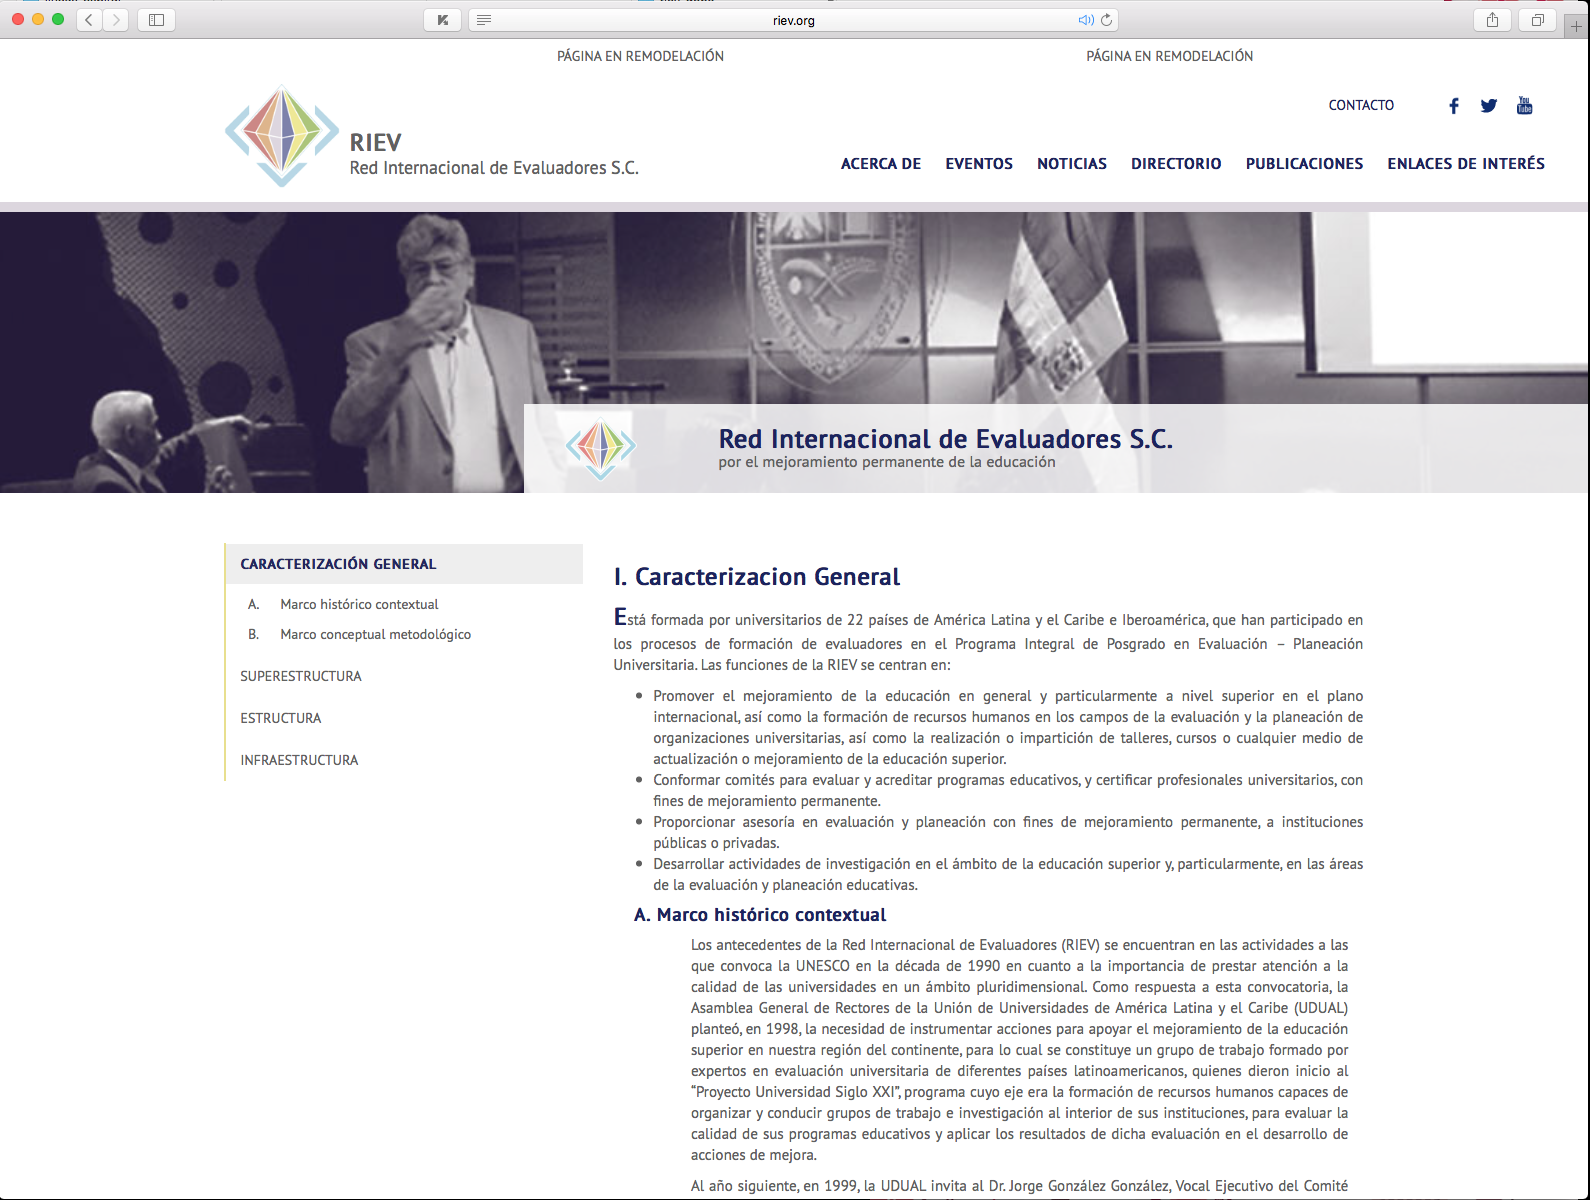 riev.org
PÁGINA EN REMODELACIÓN PÁGINA EN REMODELACIÓN
CONTACTO
You
Tube
RIEV
Red Internacional de Evaluadores S.C.
ACERCA DE EVENTOS NOTICIAS DIRECTORIO PUBLICACIONES ENLACES DE INTERÉS
Red Internacional de Evaluadores S.C.
por el mejoramiento permanente de la educación
CARACTERIZACIÓN GENERAL
A. Marco histórico contextual
B. Marco conceptual metodológico
SUPERESTRUCTURA
ESTRUCTURA
INFRAESTRUCTURA
I. Caracterizacion General
Está formada por universitarios de 22 países de América Latina y el Caribe e Iberoamérica, que han participado en
los procesos de formación de evaluadores en el Programa Integral de Posgrado en Evaluación – Planeación
Universitaria. Las funciones de la RIEV se centran en:
• Promover el mejoramiento de la educación en general y particularmente a nivel superior en el plano
internacional, así como la formación de recursos humanos en los campos de la evaluación y la planeación de
organizaciones universitarias, así como la realización o impartición de talleres, cursos o cualquier medio de
actualización o mejoramiento de la educación superior.
• Conformar comités para evaluar y acreditar programas educativos, y certificar profesionales universitarios, con
fines de mejoramiento permanente.
• Proporcionar asesoría en evaluación y planeación con fines de mejoramiento permanente, a instituciones
públicas o privadas.
• Desarrollar actividades de investigación en el ámbito de la educación superior y, particularmente, en las áreas
de la evaluación y planeación educativas.
A. Marco histórico contextual
Los antecedentes de la Red Internacional de Evaluadores (RIEV) se encuentran en las actividades a las
que convoca la UNESCO en la década de 1990 en cuanto a la importancia de prestar atención a la
calidad de las universidades en un ámbito pluridimensional. Como respuesta a esta convocatoria, la
Asamblea General de Rectores de la Unión de Universidades de América Latina y el Caribe (UDUAL)
planteó, en 1998, la necesidad de instrumentar acciones para apoyar el mejoramiento de la educación
superior en nuestra región del continente, para lo cual se constituye un grupo de trabajo formado por
expertos en evaluación universitaria de diferentes países latinoamericanos, quienes dieron inicio al
“Proyecto Universidad Siglo XXI”, programa cuyo eje era la formación de recursos humanos capaces de
organizar y conducir grupos de trabajo e investigación al interior de sus instituciones, para evaluar la
calidad de sus programas educativos y aplicar los resultados de dicha evaluación en el desarrollo de
acciones de mejora.
Al año siguiente, en 1999, la UDUAL invita al Dr. Jorge González González, Vocal Ejecutivo del Comité